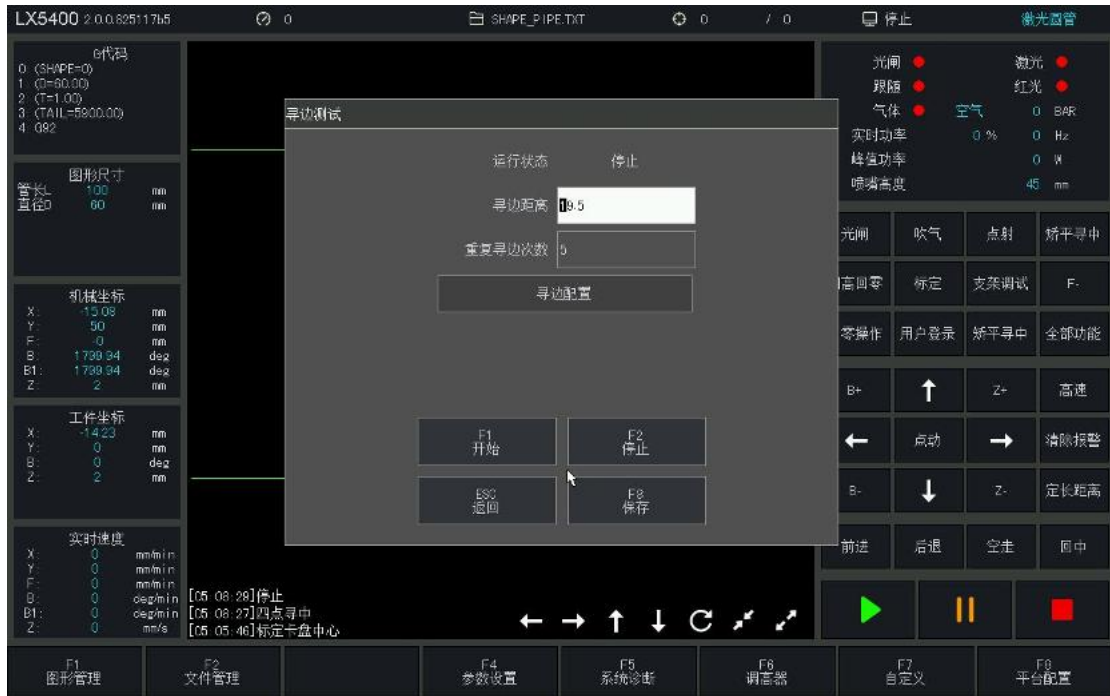 LX5400 2.0.0.825117b5
0
SHAPE_PIPE.TXT
0 / 0
停止
激光圆管
G代码
0 (SHAPE=0)
1 (D=60.00)
2 (T=1.00)
3 (TAIL=5900.00)
4 G92
图形尺寸
管长L 100 mm
直径D 60 mm
机械坐标
X: -15.08 mm
Y: 50 mm
F: -0 mm
B: 1799.94 deg
B1: 1799.94 deg
Z: 2 mm
工件坐标
X: -14.23 mm
Y: 0 mm
B: 0 deg
Z: 2 mm
实时速度
X: 0 mm/min
Y: 0 mm/min
F: 0 mm/min
B: 0 deg/min
B1: 0 deg/min
Z: 0 mm/s
寻边测试
运行状态 停止
寻边距离 19.5
重复寻边次数 5
寻边配置
F1
开始
F2
停止
ESC
返回
F8
保存
[05:08:29]停止
[05:08:27]四点寻中
[05:05:46]标定卡盘中心
光闸 激光
跟随 红光
气体 空气 0 BAR
实时功率 0 % 0 Hz
峰值功率 0 W
喷嘴高度 45 mm
光闸 吹气 点射 矫平寻中
高回零 标定 支架调试 F-
零操作 用户登录 矫平寻中 全部功能
B+ Z+ 高速
点动 清除报警
B- Z- 定长距离
前进 后退 空走 回中
F1
图形管理
F2
文件管理
F4
参数设置
F5
系统诊断
F6
调高器
F7
自定义
F8
平台配置